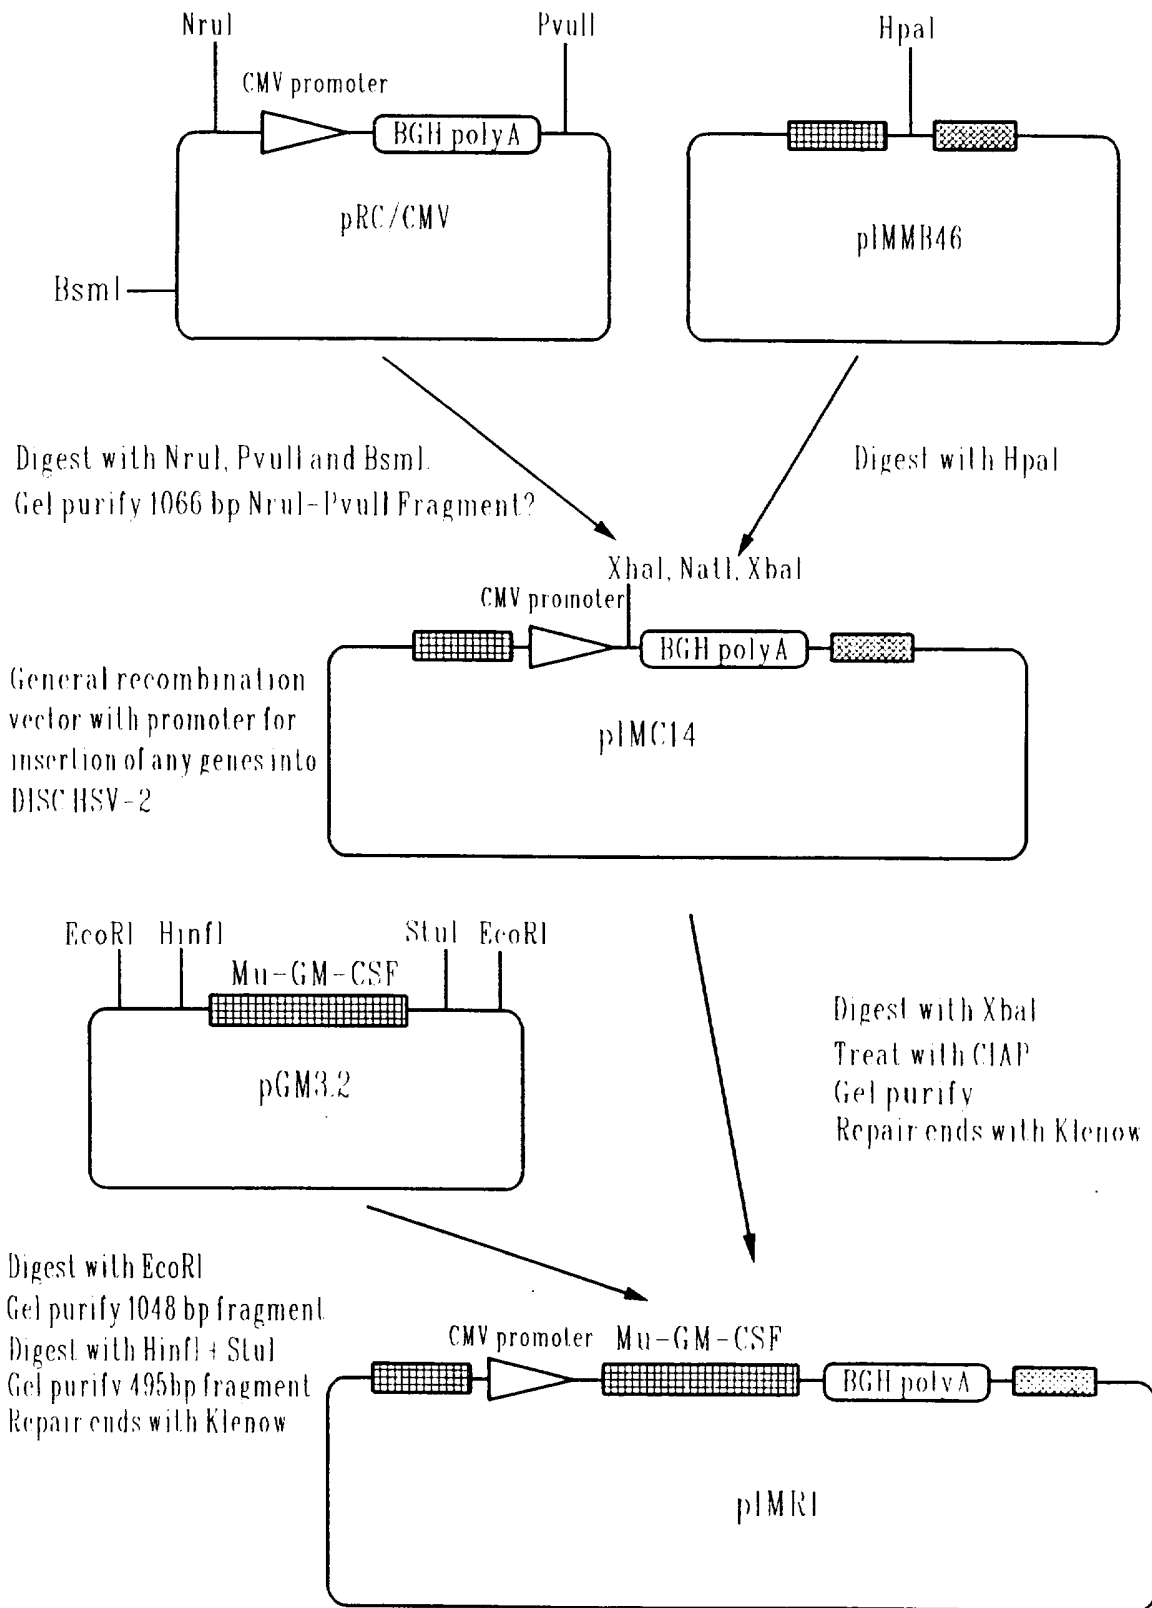 NruI
PvuII
HpaI
CMV promoter
BGH polyA
pRC/CMV
pIMMB46
BsmI
Digest with NruI, PvuII and BsmI.
Gel purify 1066 bp NruI-PvuII Fragment?
Digest with HpaI
XhaI, NatI, XbaI
CMV promoter
BGH polyA
General recombination
vector with promoter for
insertion of any genes into
DISC HSV-2
pIMC14
EcoRI HinfI StuI EcoRI
Mu-GM-CSF
pGM3.2
Digest with XbaI
Treat with CIAP
Gel purify
Repair ends with Klenow
Digest with EcoRI
Gel purify 1048 bp fragment
Digest with HinfI + StuI
Gel purify 495bp fragment
Repair ends with Klenow
CMV promoter Mu-GM-CSF
BGH polyA
pIMR1